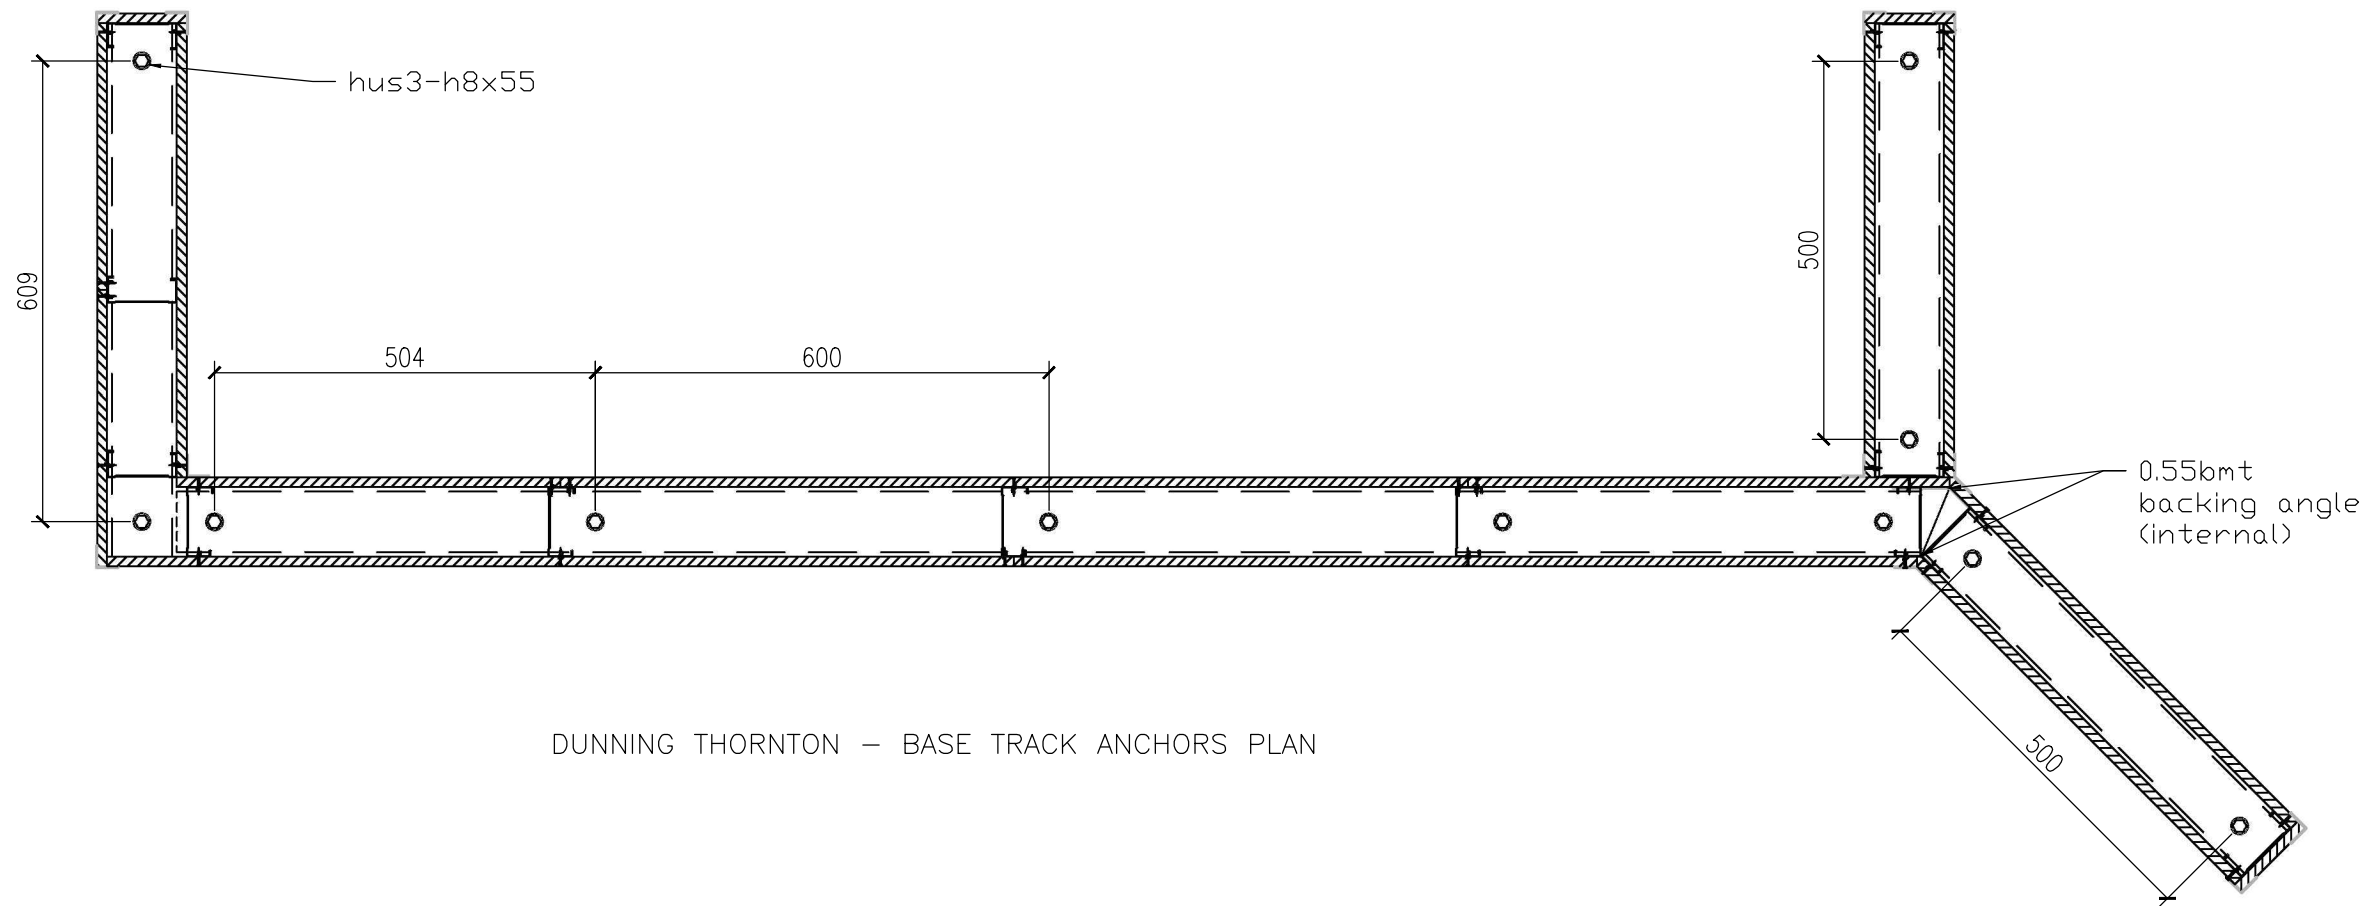 hus3-h8x55
609
504
600
500
0.55bmt
backing angle
(internal)
500
DUNNING THORNTON – BASE TRACK ANCHORS PLAN